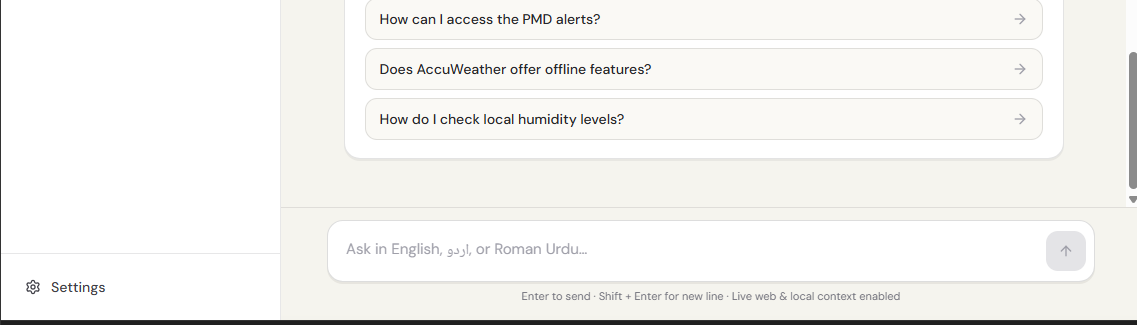 How can I access the PMD alerts?
Does AccuWeather offer offline features?
How do I check local humidity levels?
Ask in English, اردو, or Roman Urdu...
Settings
Enter to send · Shift + Enter for new line · Live web & local context enabled